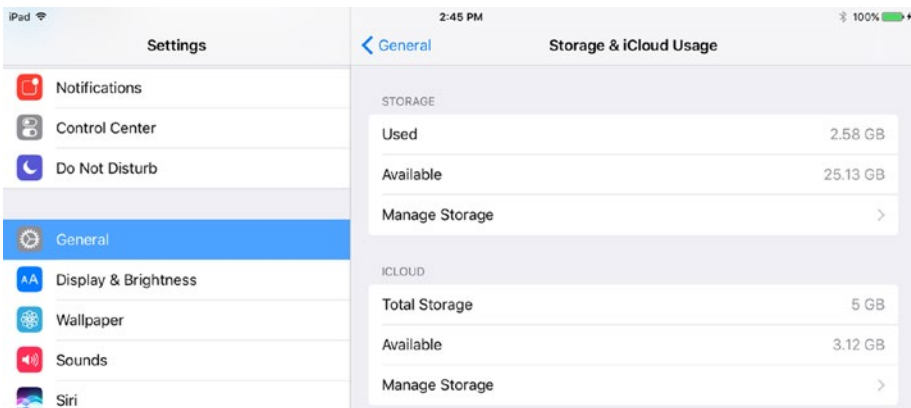 iPad 2:45 PM 100%
Settings
General Storage & iCloud Usage
Notifications
Control Center
Do Not Disturb
General
Display & Brightness
Wallpaper
Sounds
Siri
STORAGE
Used 2.58 GB
Available 25.13 GB
Manage Storage
ICLOUD
Total Storage 5 GB
Available 3.12 GB
Manage Storage